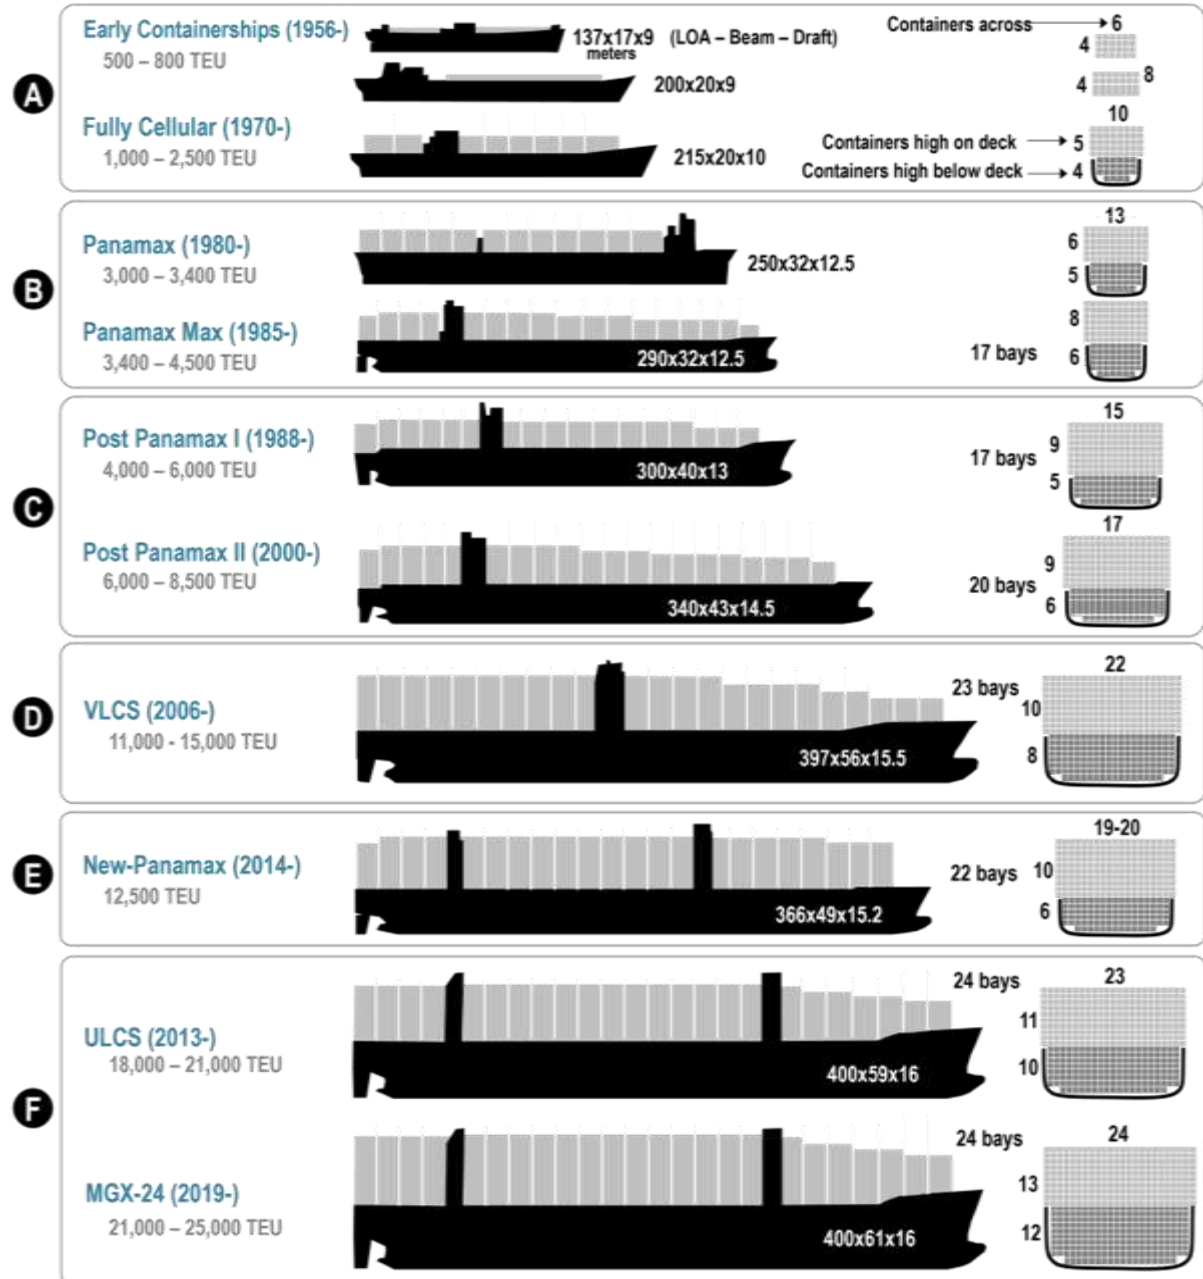 A
Early Containerships (1956-)
500 – 800 TEU
137x17x9 (LOA – Beam – Draft)
meters
Containers across
6
4
200x20x9
4
8
Fully Cellular (1970-)
1,000 – 2,500 TEU
215x20x10
10
Containers high on deck
5
Containers high below deck
4
B
Panamax (1980-)
3,000 – 3,400 TEU
250x32x12.5
13
6
5
Panamax Max (1985-)
3,400 – 4,500 TEU
290x32x12.5
17 bays
8
6
C
Post Panamax I (1988-)
4,000 – 6,000 TEU
300x40x13
17 bays
15
9
5
Post Panamax II (2000-)
6,000 – 8,500 TEU
340x43x14.5
20 bays
17
9
6
D
VLCS (2006-)
11,000 - 15,000 TEU
397x56x15.5
23 bays
22
10
8
E
New-Panamax (2014-)
12,500 TEU
366x49x15.2
22 bays
19-20
10
6
F
ULCS (2013-)
18,000 – 21,000 TEU
400x59x16
24 bays
23
11
10
MGX-24 (2019-)
21,000 – 25,000 TEU
400x61x16
24 bays
24
13
12